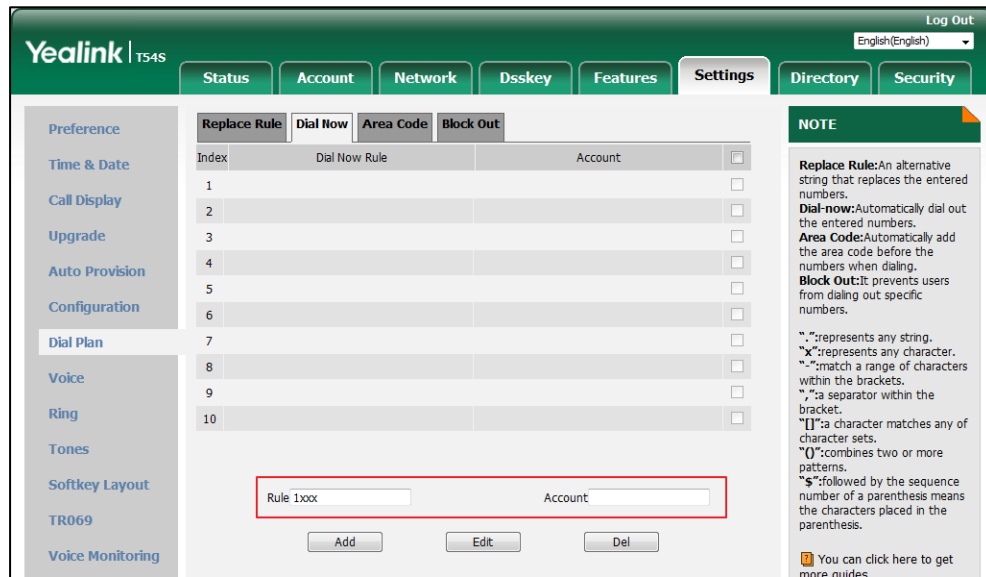 Log Out
Yealink | T54S
English(English)
Status Account Network Dsskey Features Settings Directory Security
Preference
Time & Date
Call Display
Upgrade
Auto Provision
Configuration
Dial Plan
Voice
Ring
Tones
Softkey Layout
TR069
Voice Monitoring
Replace Rule Dial Now Area Code Block Out
Index Dial Now Rule Account
1
2
3
4
5
6
7
8
9
10
Rule 1xxx Account
Add Edit Del
NOTE
Replace Rule:An alternative
string that replaces the entered
numbers.
Dial-now:Automatically dial out
the entered numbers.
Area Code:Automatically add
the area code before the
numbers when dialing.
Block Out:It prevents users
from dialing out specific
numbers.
".":represents any string.
"x":represents any character.
"-":match a range of characters
within the brackets.
",":a separator within the
bracket.
"[]":a character matches any of
character sets.
"()":combines two or more
patterns.
"$":followed by the sequence
number of a parenthesis means
the characters placed in the
parenthesis.
You can click here to get
more guides